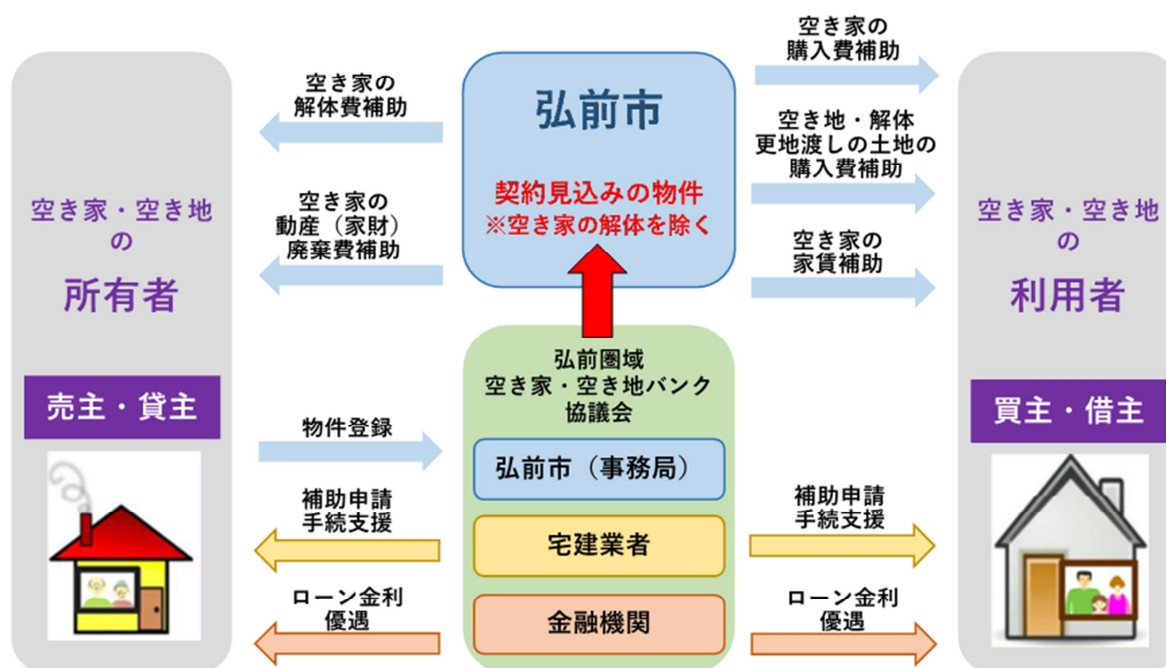 空き家・空き地
の
所有者
売主・貸主
空き家の
解体費補助
空き家の
動産（家財）
廃棄費補助
物件登録
補助申請
手続支援
ローン金利
優遇
弘前市
契約見込みの物件
※空き家の解体を除く
弘前圏域
空き家・空き地バンク
協議会
弘前市（事務局）
宅建業者
金融機関
空き家の
購入費補助
空き地・解体
更地渡しの土地の
購入費補助
空き家の
家賃補助
補助申請
手続支援
ローン金利
優遇
空き家・空き地
の
利用者
買主・借主